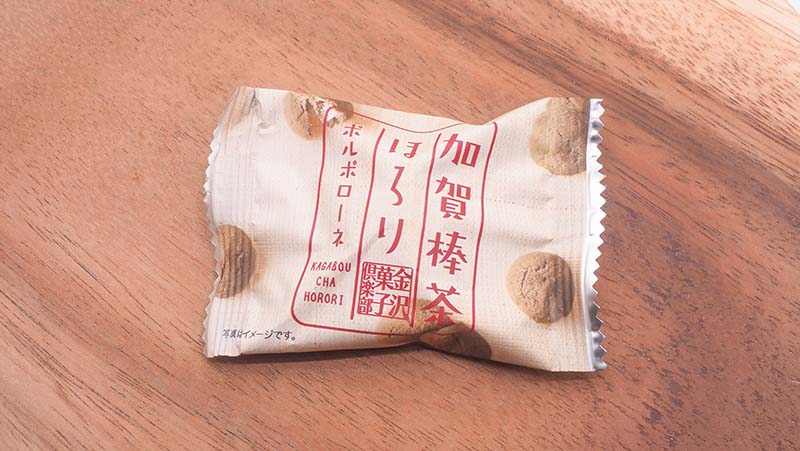 加賀棒茶
ほろり
ポルポローネ
KAGABOU
CHA
HORORI
金沢
菓子
倶楽部
写真はイメージです。